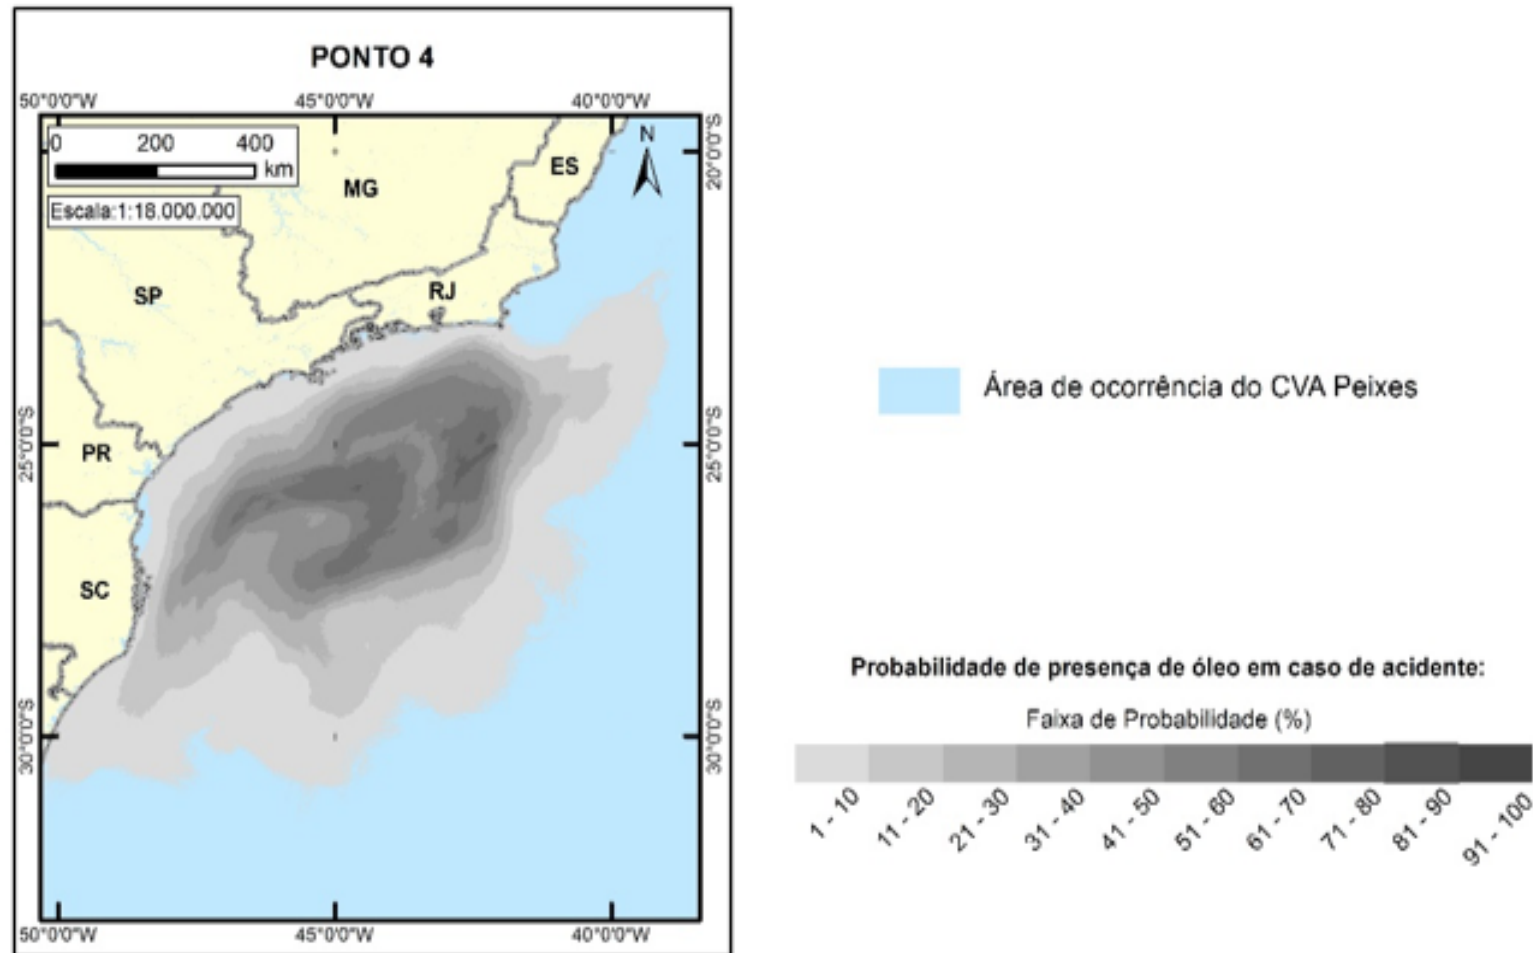 PONTO 4
50°0'0"W 45°0'0"W 40°0'0"W
0 200 400
km
Escala:1:18.000.000
N
ES
MG
20°0'0"S
SP
RJ
Área de ocorrência do CVA Peixes
25°0'0"S
PR
25°0'0"S
SC
Probabilidade de presença de óleo em caso de acidente:
Faixa de Probabilidade (%)
30°0'0"S
30°0'0"S
1 - 10 11 - 20 21 - 30 31 - 40 41 - 50 51 - 60 61 - 70 71 - 80 81 - 90 91 - 100
50°0'0"W 45°0'0"W 40°0'0"W